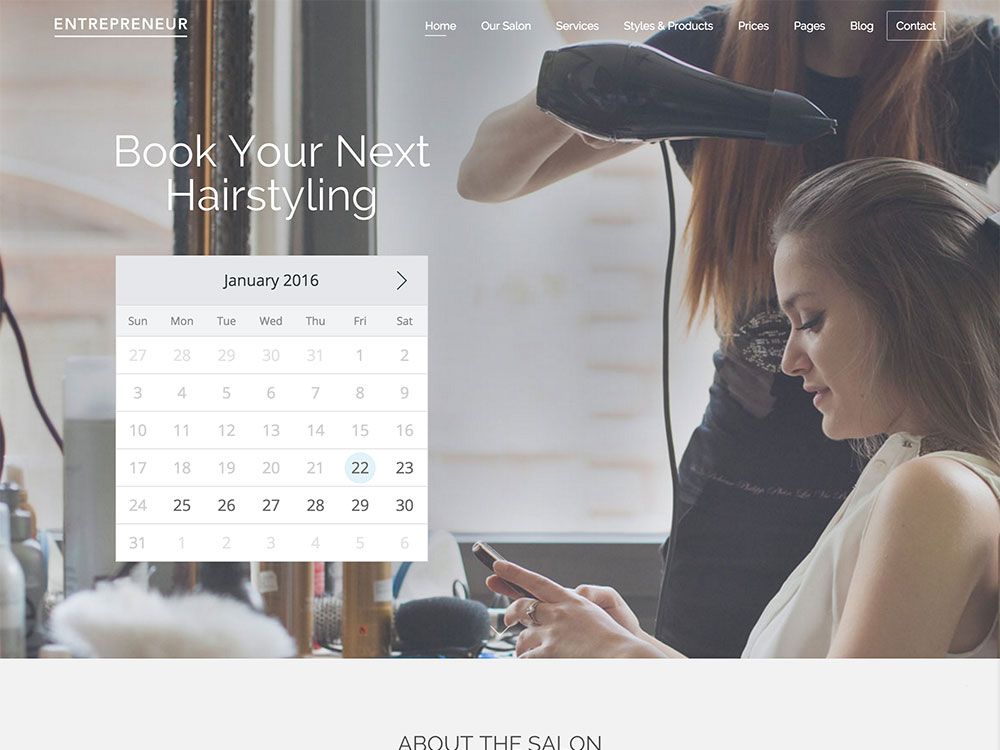 ENTREPRENEUR
Home Our Salon Services Styles & Products Prices Pages Blog Contact
Book Your Next
Hairstyling
January 2016
Sun Mon Tue Wed Thu Fri Sat
27 28 29 30 31 1 2
3 4 5 6 7 8 9
10 11 12 13 14 15 16
17 18 19 20 21 22 23
24 25 26 27 28 29 30
31 1 2 3 4 5 6
ABOUT THE SALON